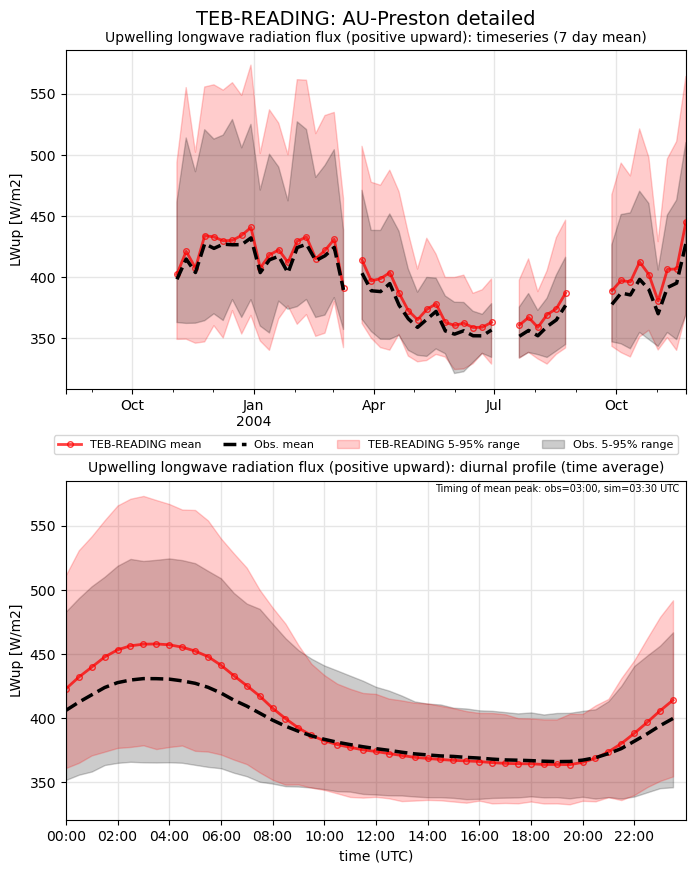 TEB-READING: AU-Preston detailed
Upwelling longwave radiation flux (positive upward): timeseries (7 day mean)
LWup [W/m2]
550
500
450
400
350
Oct
Jan
2004
Apr
Jul
Oct
TEB-READING mean
Obs. mean
TEB-READING 5-95% range
Obs. 5-95% range
Upwelling longwave radiation flux (positive upward): diurnal profile (time average)
Timing of mean peak: obs=03:00, sim=03:30 UTC
LWup [W/m2]
550
500
450
400
350
00:00 02:00 04:00 06:00 08:00 10:00 12:00 14:00 16:00 18:00 20:00 22:00
time (UTC)